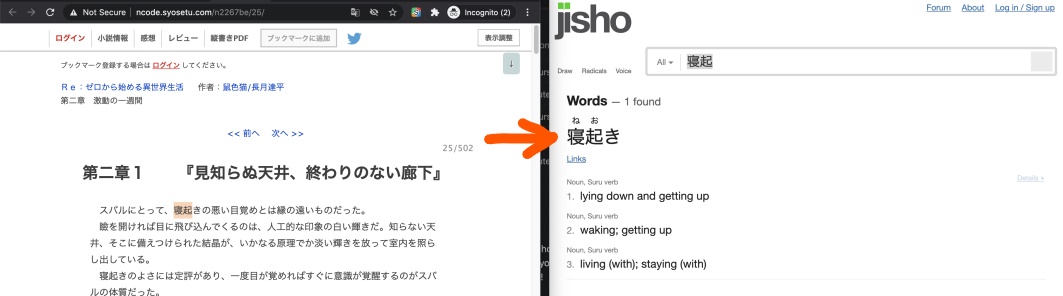 Not Secure | ncode.syosetu.com/n2267be/25/
Incognito (2)
ログイン
小説情報
感想
レビュー
縦書きPDF
ブックマークに追加
表示調整
ブックマーク登録する場合は ログイン してください。
↓
Ｒｅ：ゼロから始める異世界生活 作者：鼠色猫/長月達平
第二章 激動の一週間
<< 前へ 次へ >>
25/502
第二章１ 『見知らぬ天井、終わりのない廊下』
スバルにとって、寝起きの悪い目覚めとは縁の遠いものだった。
瞼を開ければ目に飛び込んでくるのは、人工的な印象の白い輝きだ。知らない天
井、そこに備えつけられた結晶が、いかなる原理でか淡い輝きを放って室内を照ら
し出している。
寝起きのよさには定評があり、一度目が覚めればすぐに意識が覚醒するのがスバ
ルの体質だった。
jisho
Forum
About
Log in / Sign up
Draw
Radicals
Voice
All
寝起
Words — 1 found
ね お
寝起き
Links
Details
Noun, Suru verb
1. lying down and getting up
Noun, Suru verb
2. waking; getting up
Noun, Suru verb
3. living (with); staying (with)